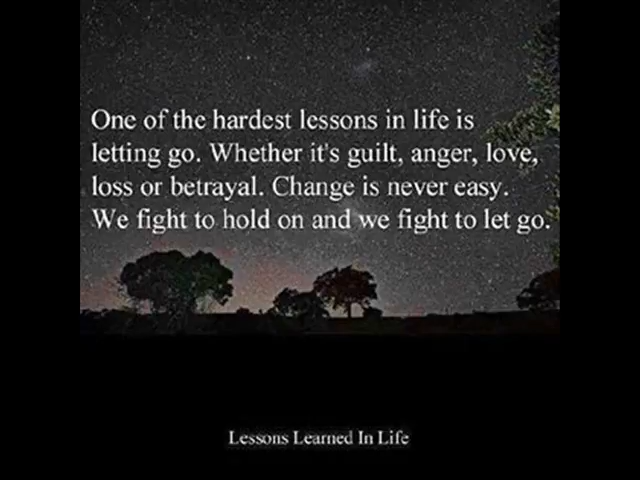 One of the hardest lessons in life is
letting go. Whether it's guilt, anger, love,
loss or betrayal. Change is never easy.
We fight to hold on and we fight to let go.
Lessons Learned In Life